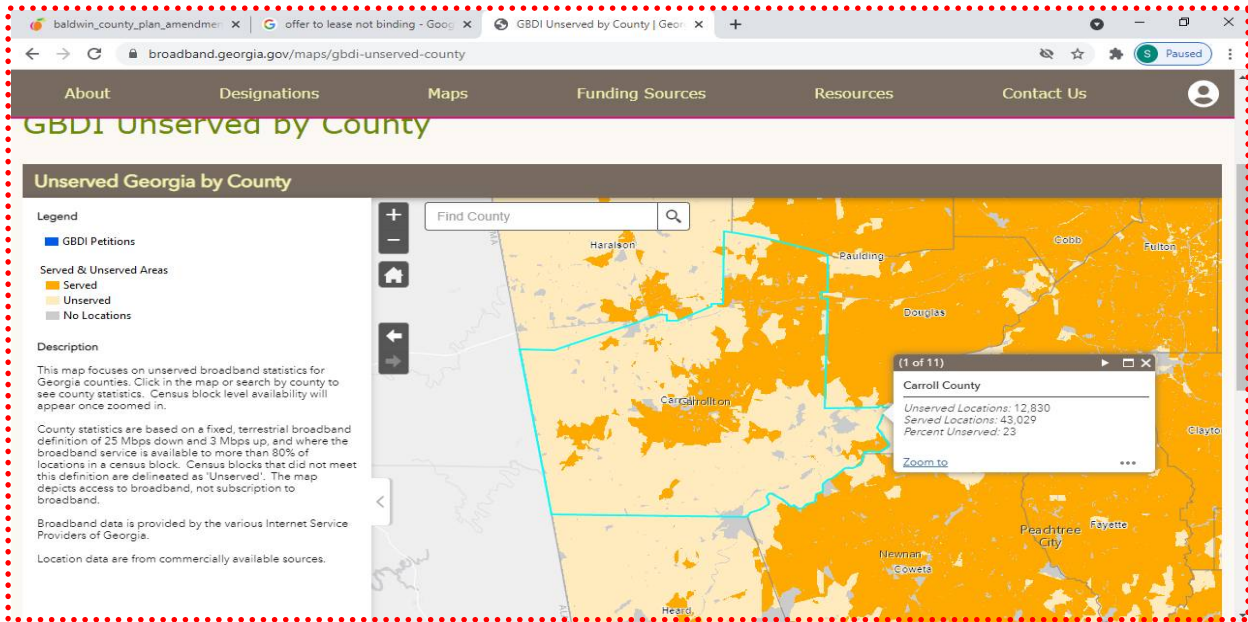 baldwin_county_plan_amendmen
offer to lease not binding - Goog
GBDI Unserved by County | Geor
broadband.georgia.gov/maps/gbdi-unserved-county
S Paused
About Designations Maps Funding Sources Resources Contact Us
GBDI Unserved by County
Unserved Georgia by County
Legend
GBDI Petitions
Served & Unserved Areas
Served
Unserved
No Locations
Description
This map focuses on unserved broadband statistics for
Georgia counties. Click in the map or search by county to
see county statistics. Census block level availability will
appear once zoomed in.
County statistics are based on a fixed, terrestrial broadband
definition of 25 Mbps down and 3 Mbps up, and where the
broadband service is available to more than 80% of
locations in a census block. Census blocks that did not meet
this definition are delineated as 'Unserved'. The map
depicts access to broadband, not subscription to
broadband.
Broadband data is provided by the various Internet Service
Providers of Georgia.
Location data are from commercially available sources.
Find County
Haralson
Paulding
Cobb
Fulton
Douglas
Carrollton
(1 of 11)
Carroll County
Unserved Locations: 12,830
Served Locations: 43,029
Percent Unserved: 23
Zoom to
Clayto
Peachtree
City
Fayette
Newnan
Coweta
Heard